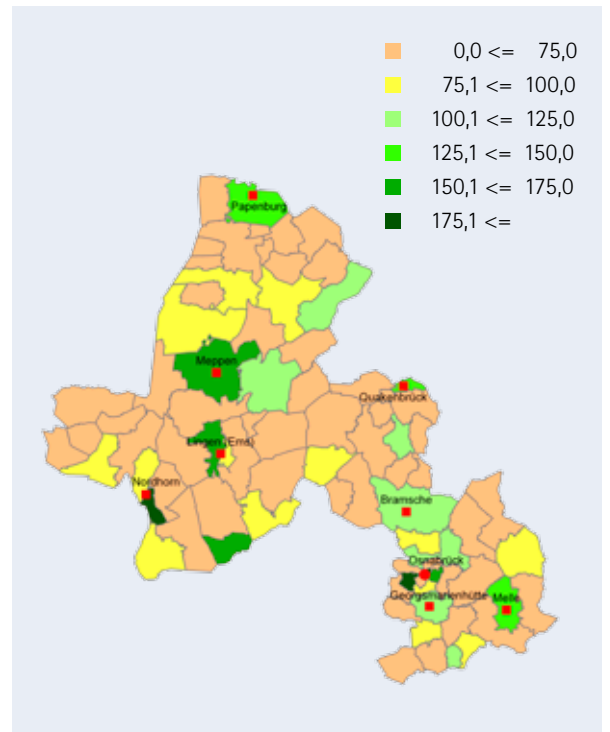 0,0 <= 75,0
75,1 <= 100,0
100,1 <= 125,0
125,1 <= 150,0
150,1 <= 175,0
175,1 <=
Papenburg
Meppen
Quakenbrück
Lingen (Ems)
Nordhorn
Bramsche
Osnabrück
Georgsmarienhütte
Melle